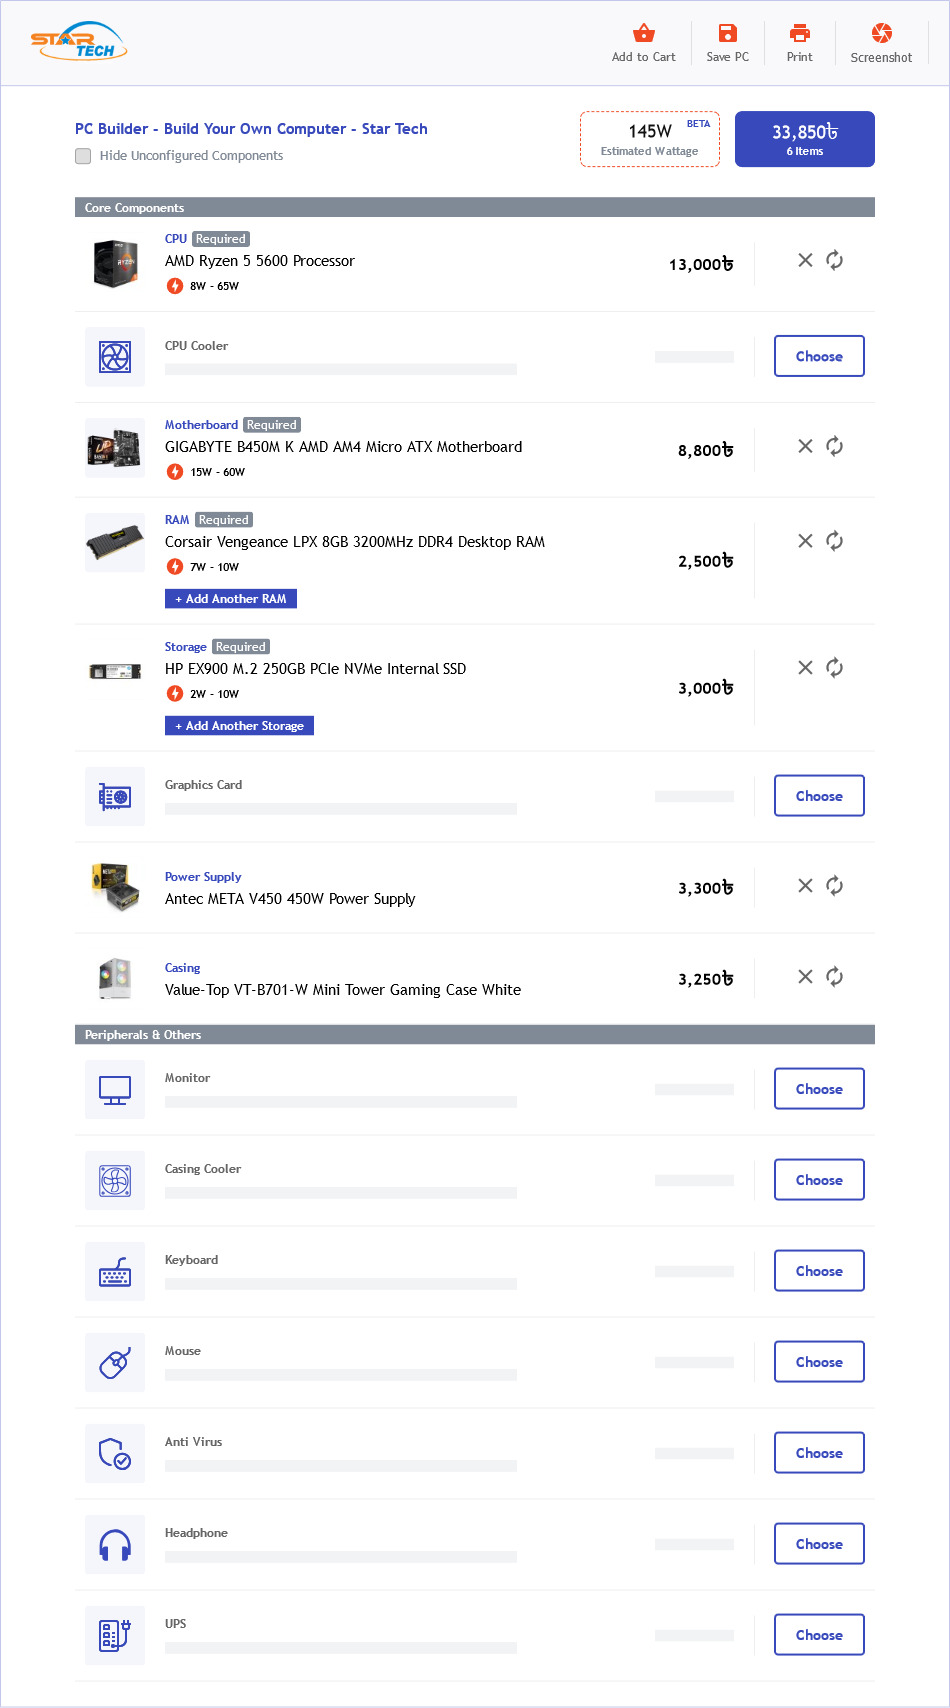 STAR
TECH
Add to Cart
Save PC
Print
Screenshot
PC Builder - Build Your Own Computer - Star Tech
Hide Unconfigured Components
145W
BETA
Estimated Wattage
33,850৳
6 Items
Core Components
CPU Required
AMD Ryzen 5 5600 Processor
8W - 65W
13,000৳
CPU Cooler
Choose
Motherboard Required
GIGABYTE B450M K AMD AM4 Micro ATX Motherboard
15W - 60W
8,800৳
RAM Required
Corsair Vengeance LPX 8GB 3200MHz DDR4 Desktop RAM
7W - 10W
2,500৳
+ Add Another RAM
Storage Required
HP EX900 M.2 250GB PCIe NVMe Internal SSD
2W - 10W
3,000৳
+ Add Another Storage
Graphics Card
Choose
Power Supply
Antec META V450 450W Power Supply
3,300৳
Casing
Value-Top VT-B701-W Mini Tower Gaming Case White
3,250৳
Peripherals & Others
Monitor
Choose
Casing Cooler
Choose
Keyboard
Choose
Mouse
Choose
Anti Virus
Choose
Headphone
Choose
UPS
Choose